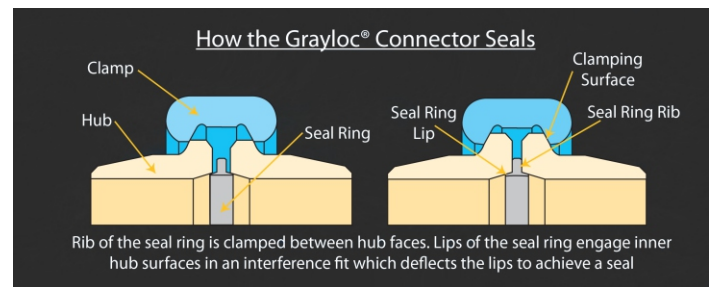 How the Grayloc® Connector Seals
Clamp
Hub
Seal Ring
Clamping
Surface
Seal Ring
Lip
Seal Ring Rib
Rib of the seal ring is clamped between hub faces. Lips of the seal ring engage inner
hub surfaces in an interference fit which deflects the lips to achieve a seal